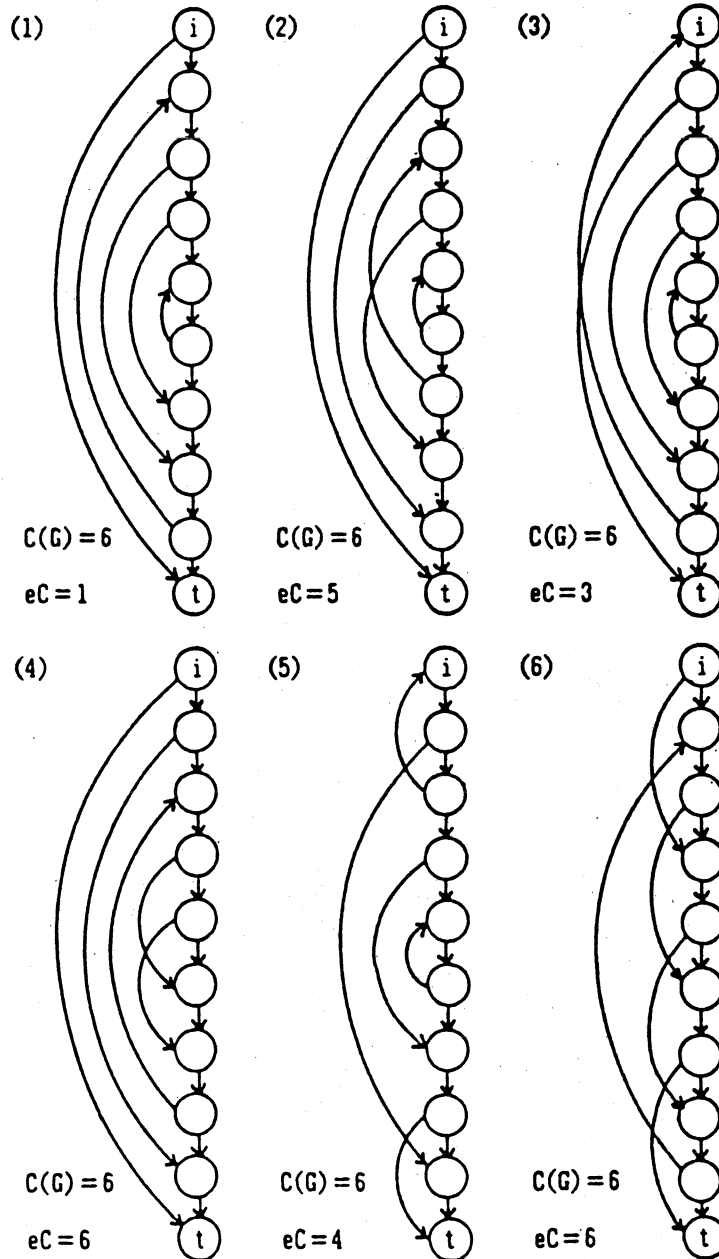 (1)
i
C(G)=6
eC=1
t
(2)
i
C(G)=6
eC=5
t
(3)
i
C(G)=6
eC=3
t
(4)
i
C(G)=6
eC=6
t
(5)
i
C(G)=6
eC=4
t
(6)
i
C(G)=6
eC=6
t